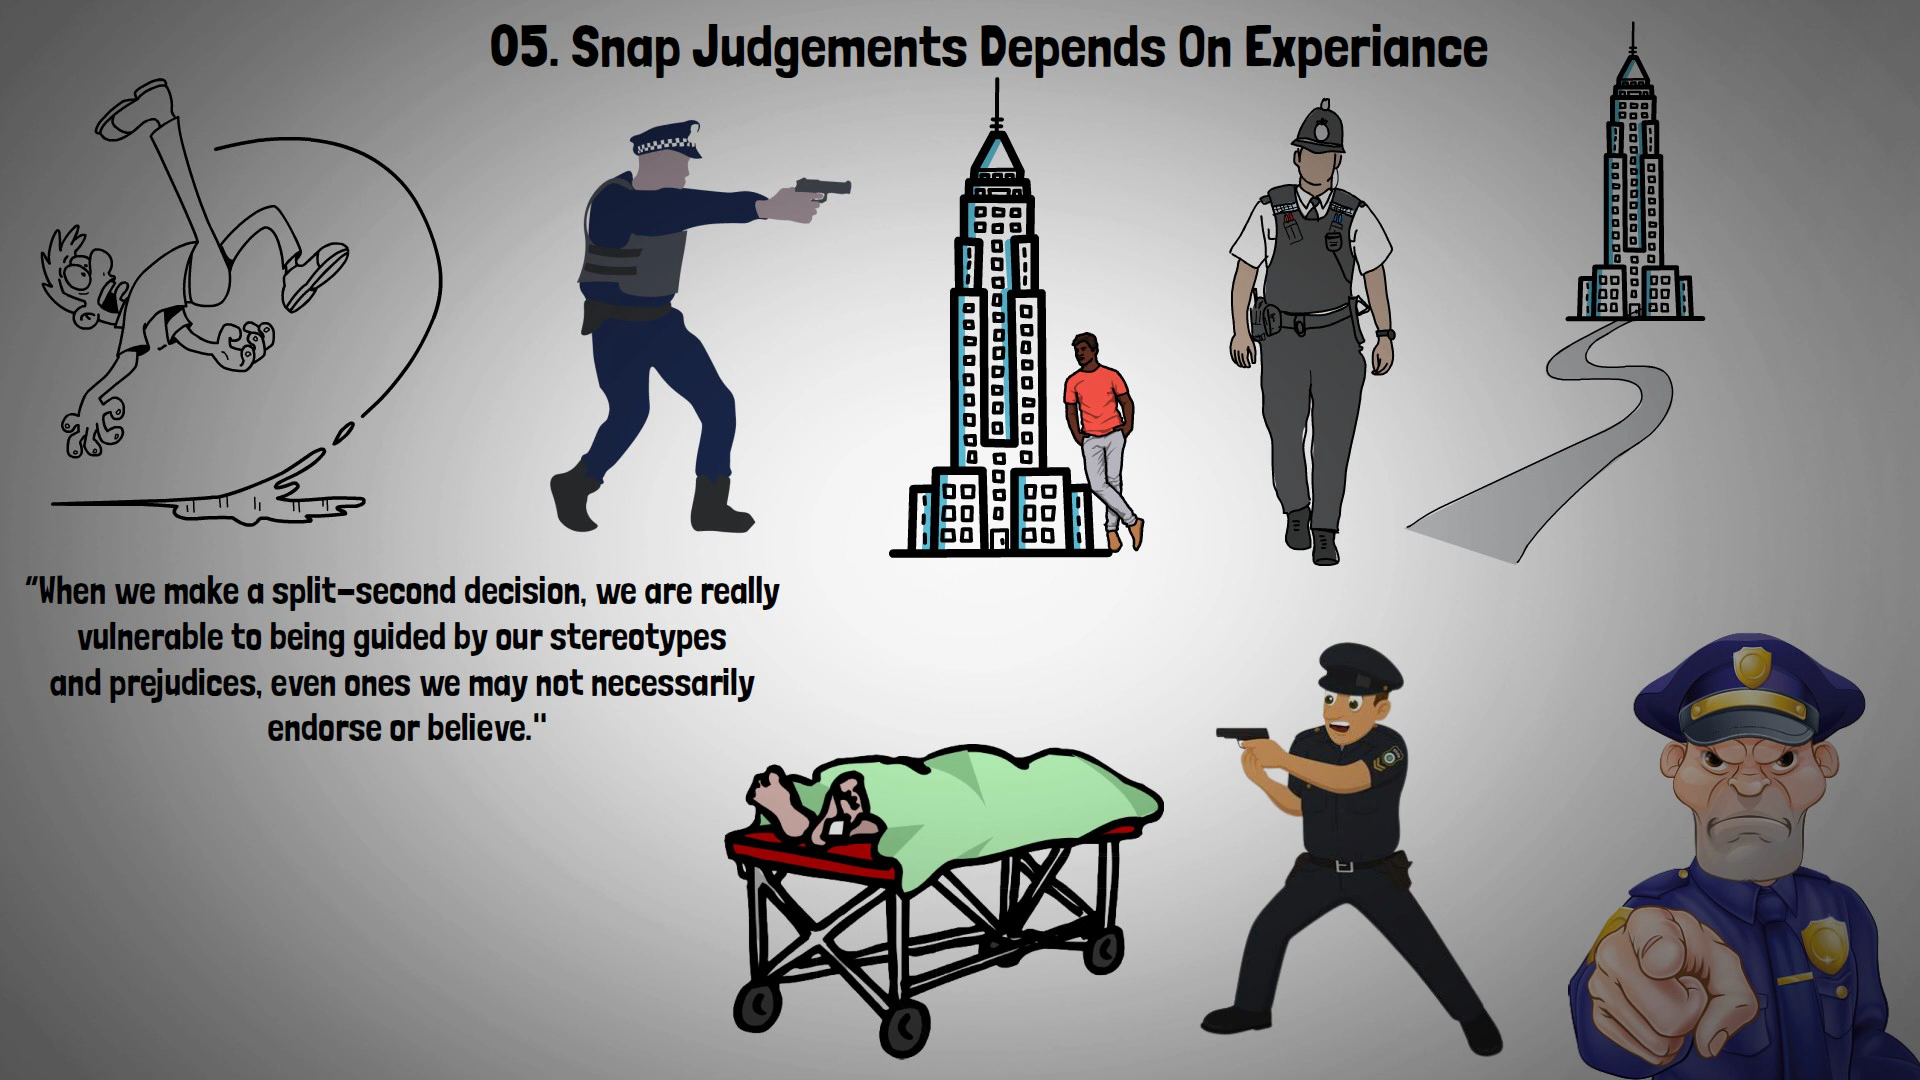 05. Snap Judgements Depends On Experiance
“When we make a split-second decision, we are really
vulnerable to being guided by our stereotypes
and prejudices, even ones we may not necessarily
endorse or believe."